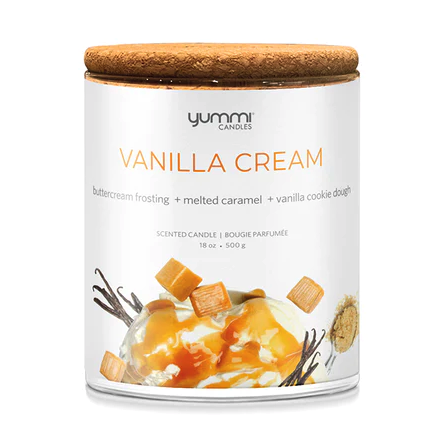 yummi®
CANDLES
VANILLA CREAM
buttercream frosting + melted caramel + vanilla cookie dough
SCENTED CANDLE | BOUGIE PARFUMÉE
18 oz • 500 g